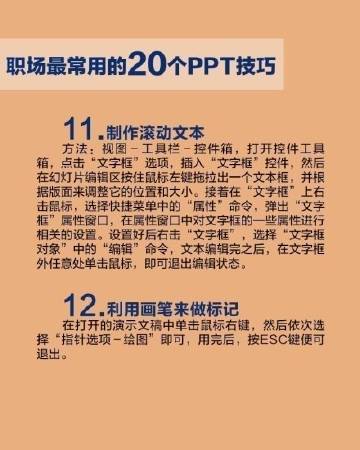 职场最常用的20个PPT技巧
11.制作滚动文本
方法：视图－工具栏－控件箱，打开控件工具
箱，点击“文字框”选项，插入“文字框”控件，然后
在幻灯片编辑区按住鼠标左键拖拉出一个文本框，并根
据版面来调整它的位置和大小。接着在“文字框”上右
击鼠标，选择快捷菜单中的“属性”命令，弹出“文字
框”属性窗口，在属性窗口中对文字框的一些属性进行
相关的设置。设置好后右击“文字框”，选择“文字框
对象”中的“编辑”命令，文本编辑完之后，在文字框
外任意处单击鼠标，即可退出编辑状态。
12.利用画笔来做标记
在打开的演示文稿中单击鼠标右键，然后依次选
择“指针选项－绘图”即可，用完后，按ESC键便可
退出。